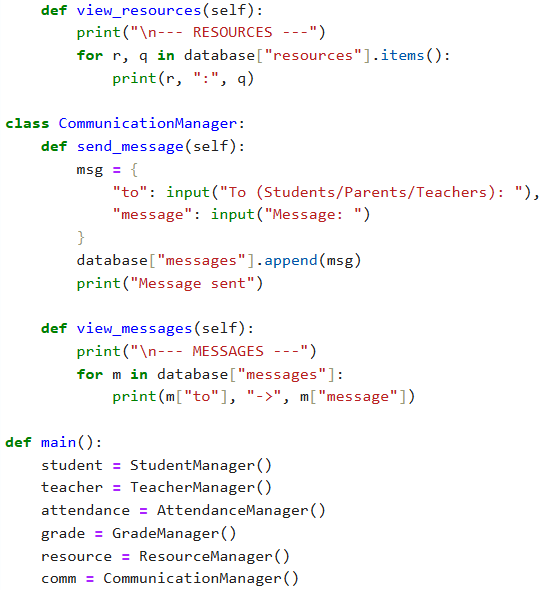 def view_resources(self):
        print("\n--- RESOURCES ---")
        for r, q in database["resources"].items():
            print(r, ":", q)

class CommunicationManager:
    def send_message(self):
        msg = {
            "to": input("To (Students/Parents/Teachers): "),
            "message": input("Message: ")
        }
        database["messages"].append(msg)
        print("Message sent")

    def view_messages(self):
        print("\n--- MESSAGES ---")
        for m in database["messages"]:
            print(m["to"], "->", m["message"])

def main():
    student = StudentManager()
    teacher = TeacherManager()
    attendance = AttendanceManager()
    grade = GradeManager()
    resource = ResourceManager()
    comm = CommunicationManager()